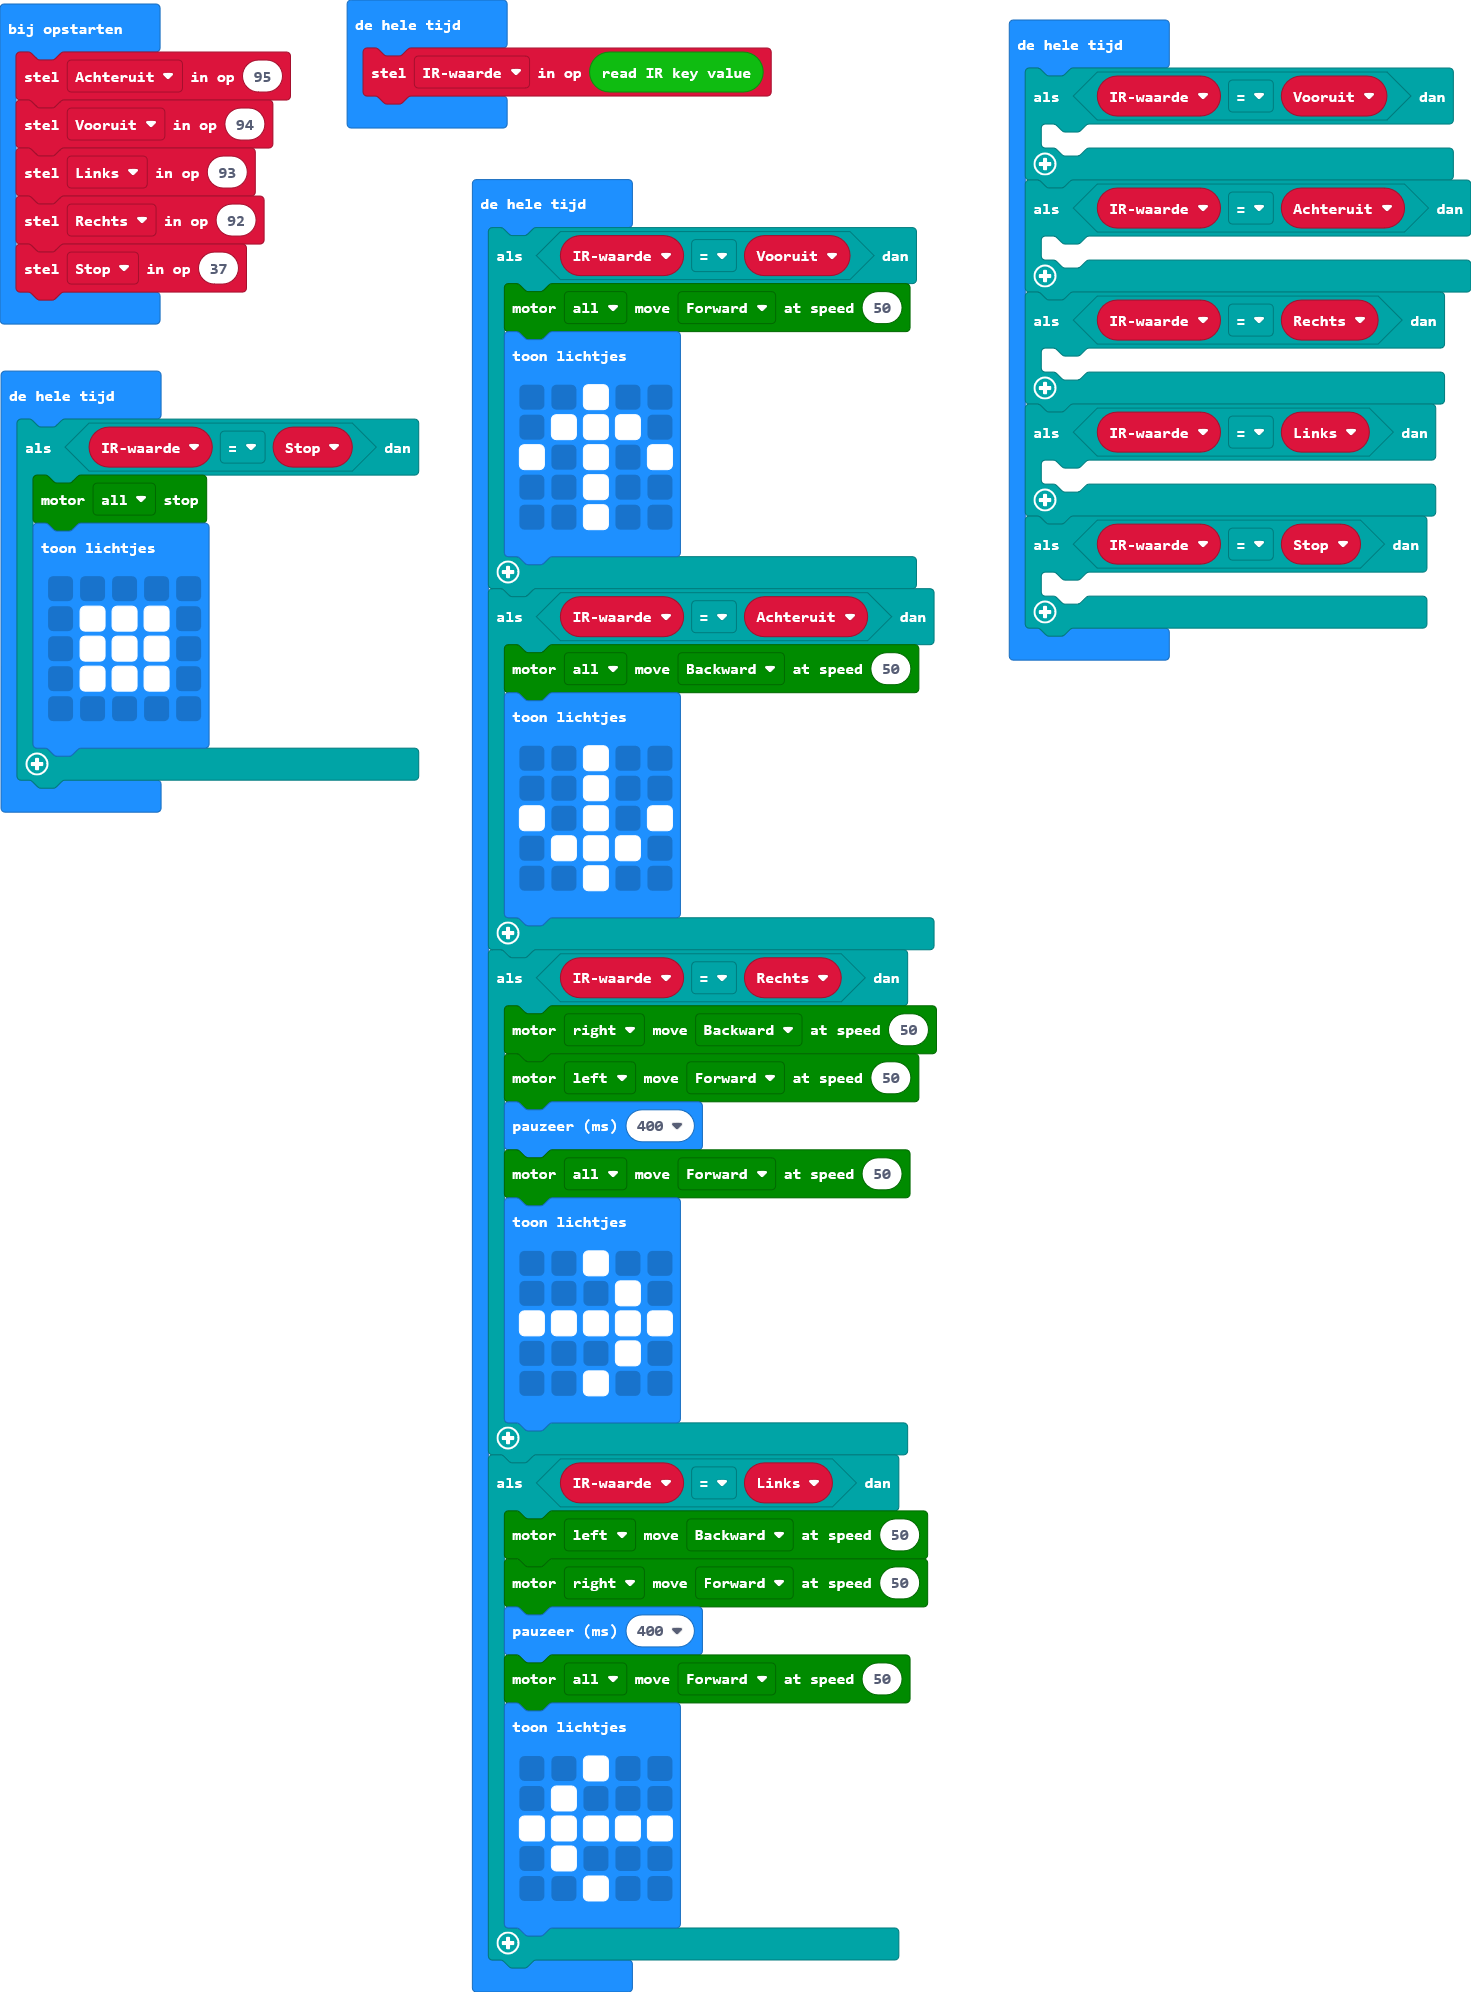 bij opstarten
stel Achteruit in op 95
stel Vooruit in op 94
stel Links in op 93
stel Rechts in op 92
stel Stop in op 37
de hele tijd
als IR-waarde = Stop dan
motor all stop
toon lichtjes
de hele tijd
stel IR-waarde in op read IR key value
de hele tijd
als IR-waarde = Vooruit dan
motor all move Forward at speed 50
toon lichtjes
als IR-waarde = Achteruit dan
motor all move Backward at speed 50
toon lichtjes
als IR-waarde = Rechts dan
motor right move Backward at speed 50
motor left move Forward at speed 50
pauzeer (ms) 400
motor all move Forward at speed 50
toon lichtjes
als IR-waarde = Links dan
motor left move Backward at speed 50
motor right move Forward at speed 50
pauzeer (ms) 400
motor all move Forward at speed 50
toon lichtjes
de hele tijd
als IR-waarde = Vooruit dan
als IR-waarde = Achteruit dan
als IR-waarde = Rechts dan
als IR-waarde = Links dan
als IR-waarde = Stop dan